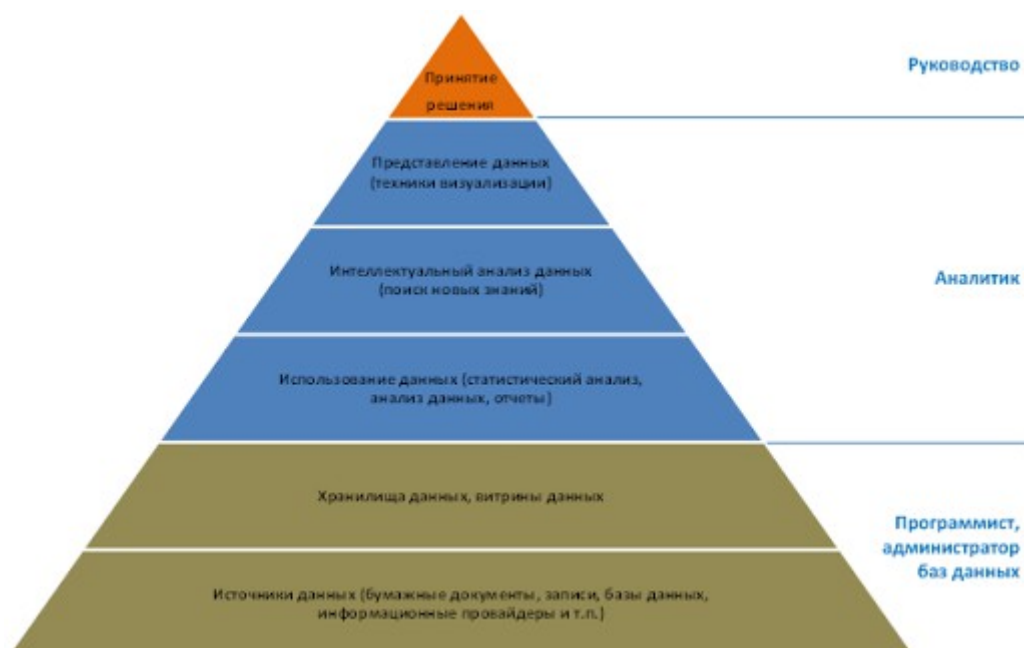 Принятие
решения
Руководство
Представление данных
(техники визуализации)
Интеллектуальный анализ данных
(поиск новых знаний)
Аналитик
Использование данных (статистический анализ,
анализ данных, отчеты)
Хранилища данных, витрины данных
Программист,
администратор
баз данных
Источники данных (бумажные документы, записи, базы данных,
информационные провайдеры и т.п.)